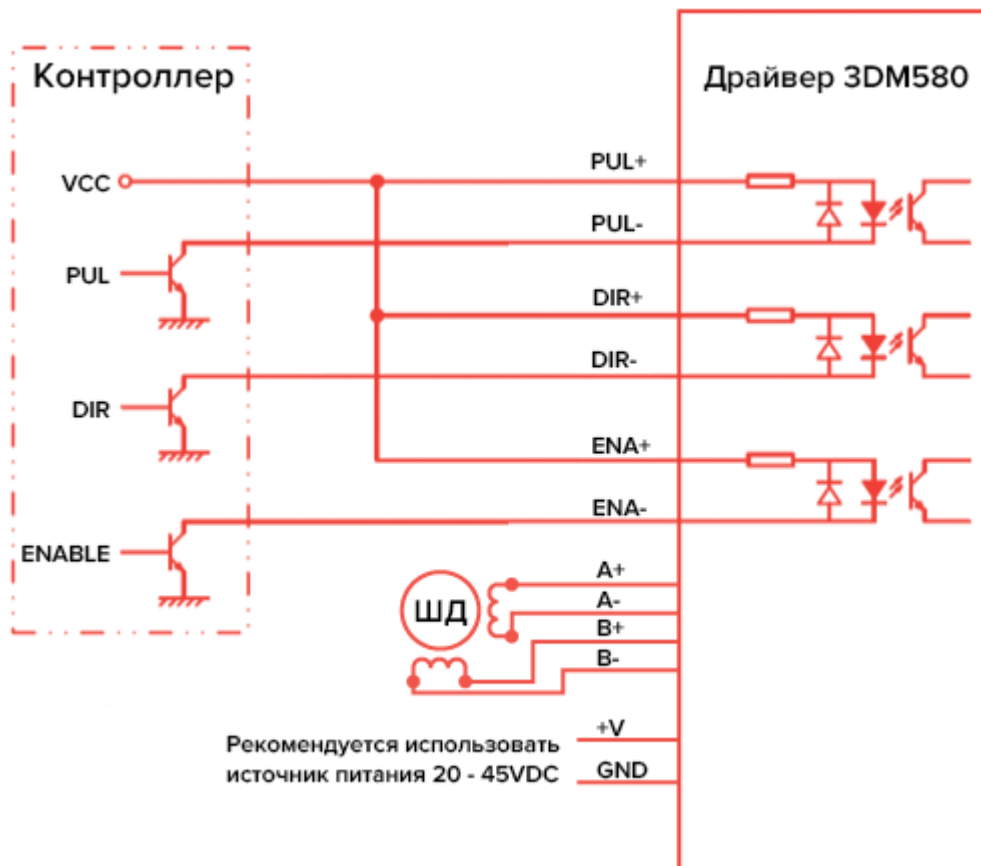 Контроллер
Драйвер 3DM580
VCC
PUL+
PUL-
PUL
DIR+
DIR-
DIR
ENA+
ENA-
ENABLE
A+
A-
B+
B-
ШД
+V
GND
Рекомендуется использовать
источник питания 20 - 45VDC